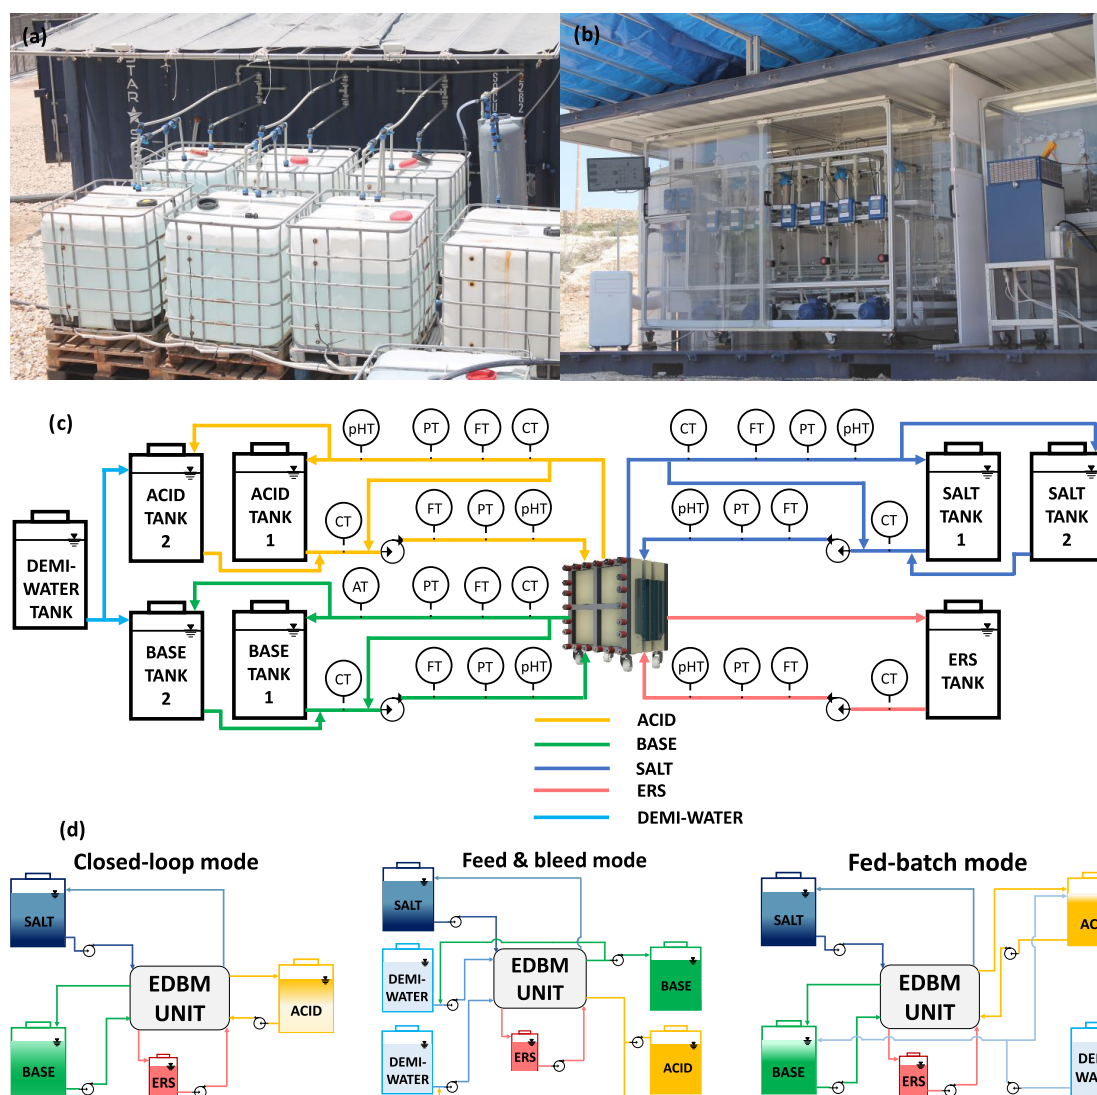 (a)
STAR
(b)
(c)
pHT
PT
FT
CT
CT
FT
PT
pHT
ACID
TANK
2
ACID
TANK
1
CT
FT
PT
pHT
pHT
PT
FT
CT
SALT
TANK
1
SALT
TANK
2
DEMI-
WATER
TANK
AT
PT
FT
CT
BASE
TANK
2
BASE
TANK
1
CT
FT
PT
pHT
pHT
PT
FT
CT
ERS
TANK
ACID
BASE
SALT
ERS
DEMI-WATER
(d)
Closed-loop mode
SALT
EDBM
UNIT
ACID
BASE
ERS
Feed & bleed mode
SALT
DEMI-
WATER
EDBM
UNIT
BASE
DEMI-
WATER
ERS
ACID
Fed-batch mode
SALT
AC
EDBM
UNIT
BASE
ERS
DE
WA